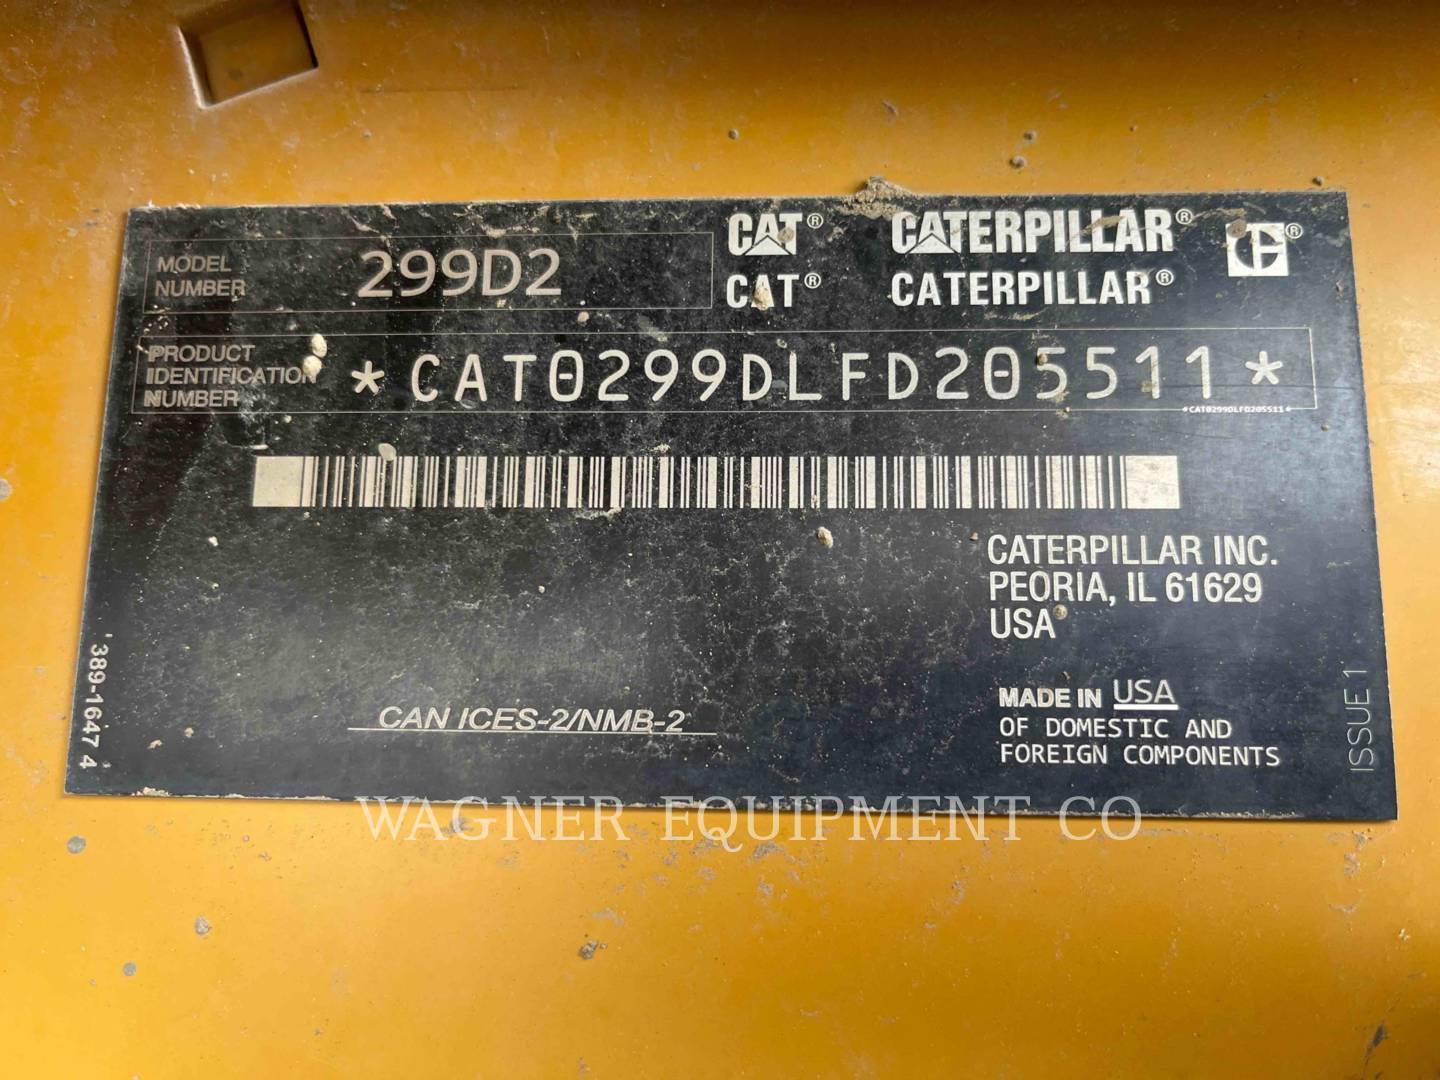 MODEL
NUMBER
299D2
CAT® CATERPILLAR® CE®
CAT® CATERPILLAR®
PRODUCT
IDENTIFICATION
NUMBER
*CAT0299DLFD205511*
*CAT0299DLFD205511*
CATERPILLAR INC.
PEORIA, IL 61629
USA
389-1647 4
CAN ICES-2/NMB-2
MADE IN USA
OF DOMESTIC AND
FOREIGN COMPONENTS
ISSUE 1
WAGNER EQUIPMENT CO